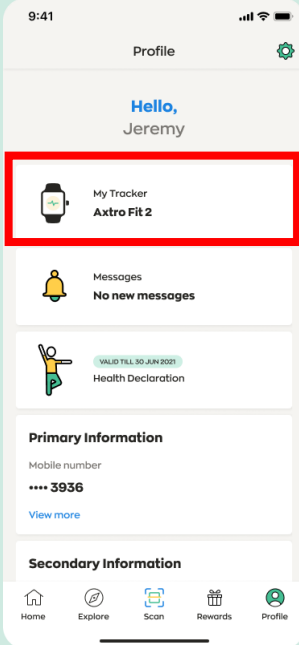 9:41
Profile
Hello,
Jeremy
My Tracker
Axtro Fit 2
Messages
No new messages
VALID TILL 30 JUN 2021
Health Declaration
Primary Information
Mobile number
•••• 3936
View more
Secondary Information
Home Explore Scan Rewards Profile